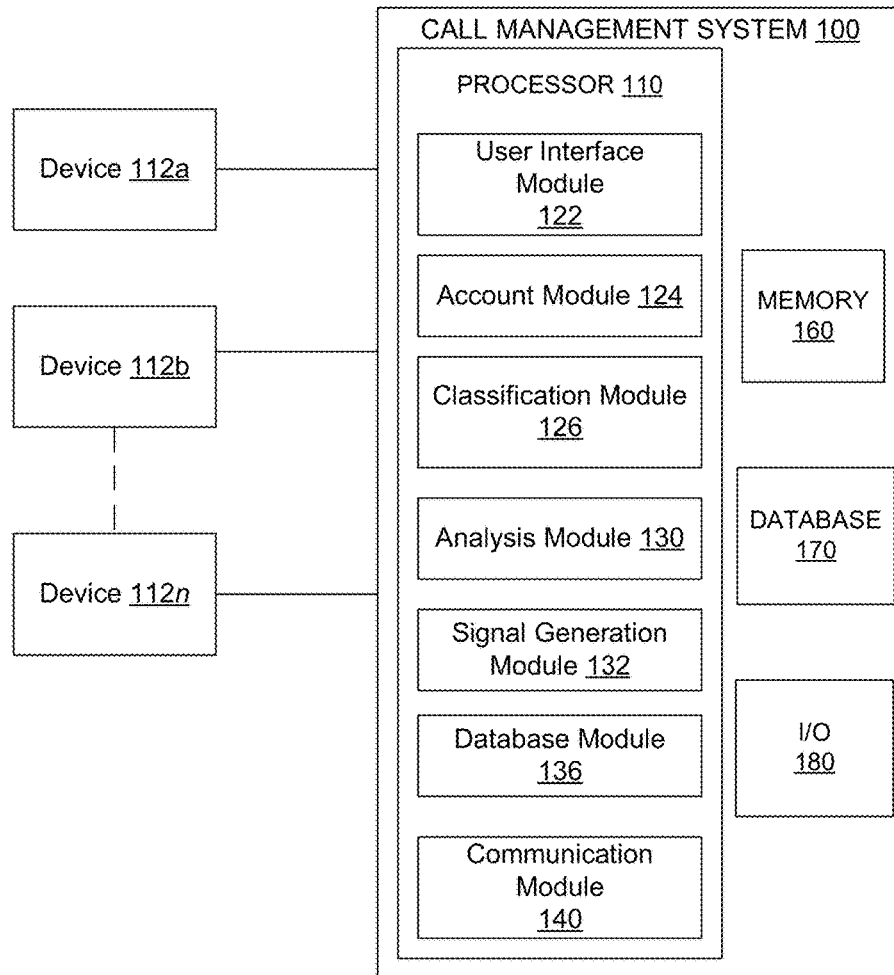 CALL MANAGEMENT SYSTEM 100
PROCESSOR 110
Device 112a
User Interface
Module
122
Account Module 124
MEMORY
160
Device 112b
Classification Module
126
DATABASE
170
Analysis Module 130
Device 112n
Signal Generation
Module 132
I/O
180
Database Module
136
Communication
Module
140